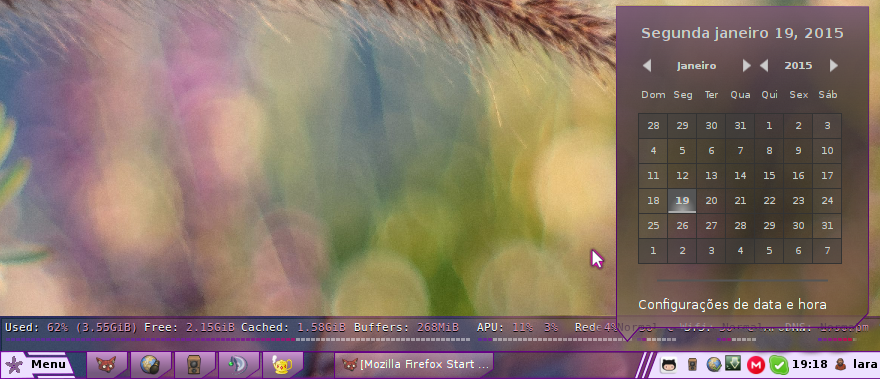 Segunda janeiro 19, 2015
Janeiro 2015
Dom Seg Ter Qua Qui Sex Sáb
28 29 30 31 1 2 3
4 5 6 7 8 9 10
11 12 13 14 15 16 17
18 19 20 21 22 23 24
25 26 27 28 29 30 31
1 2 3 4 5 6 7
Configurações de data e hora
Used: 62% (3.55GiB) Free: 2.15GiB Cached: 1.58GiB Buffers: 268MiB APU: 11% 3% Rede 4%
Menu [Mozilla Firefox Start ... 19:18 lara